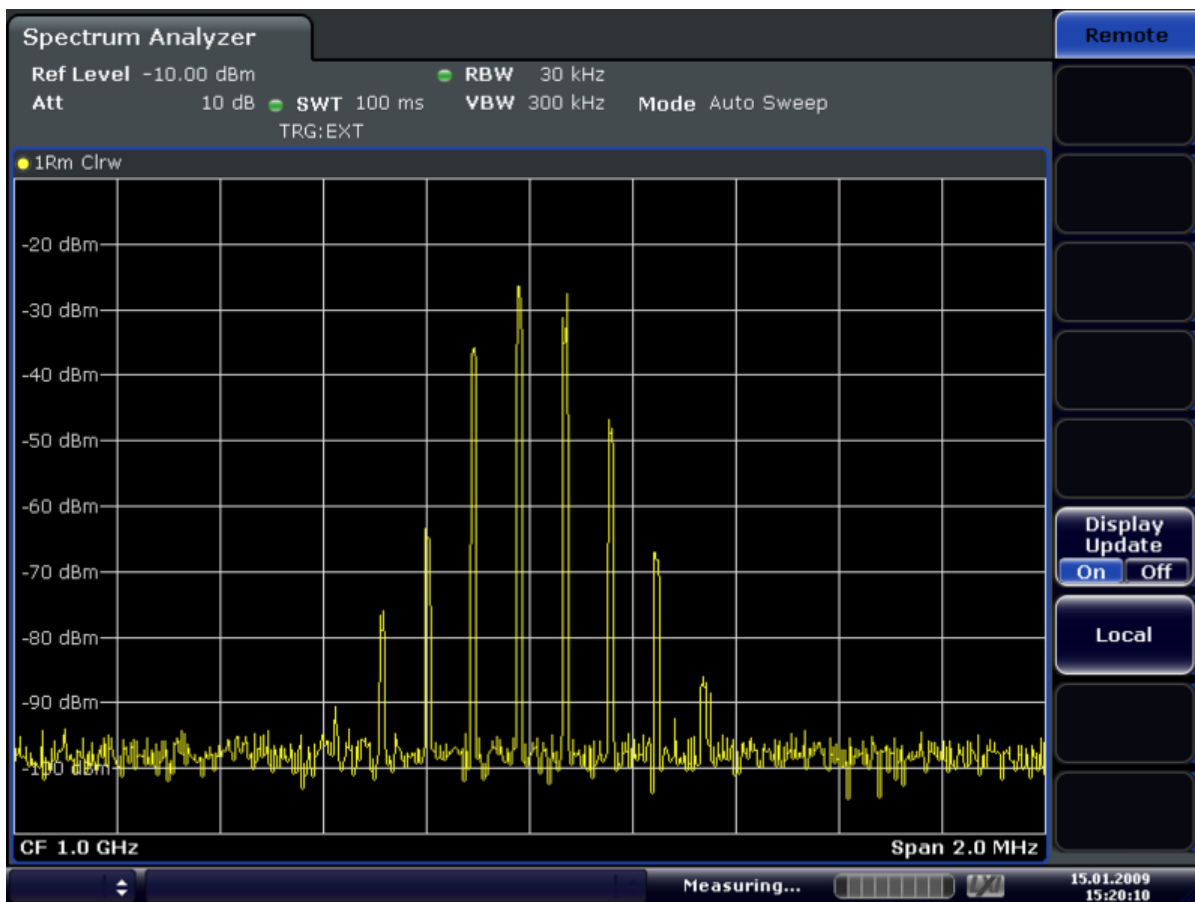 Spectrum Analyzer
Remote
Ref Level -10.00 dBm RBW 30 kHz
Att 10 dB SWT 100 ms VBW 300 kHz Mode Auto Sweep
TRG:EXT
1Rm Clrw
-20 dBm
-30 dBm
-40 dBm
-50 dBm
-60 dBm
-70 dBm
-80 dBm
-90 dBm
-100 dBm
Display
Update
On Off
Local
CF 1.0 GHz Span 2.0 MHz
Measuring...
15.01.2009
15:20:10